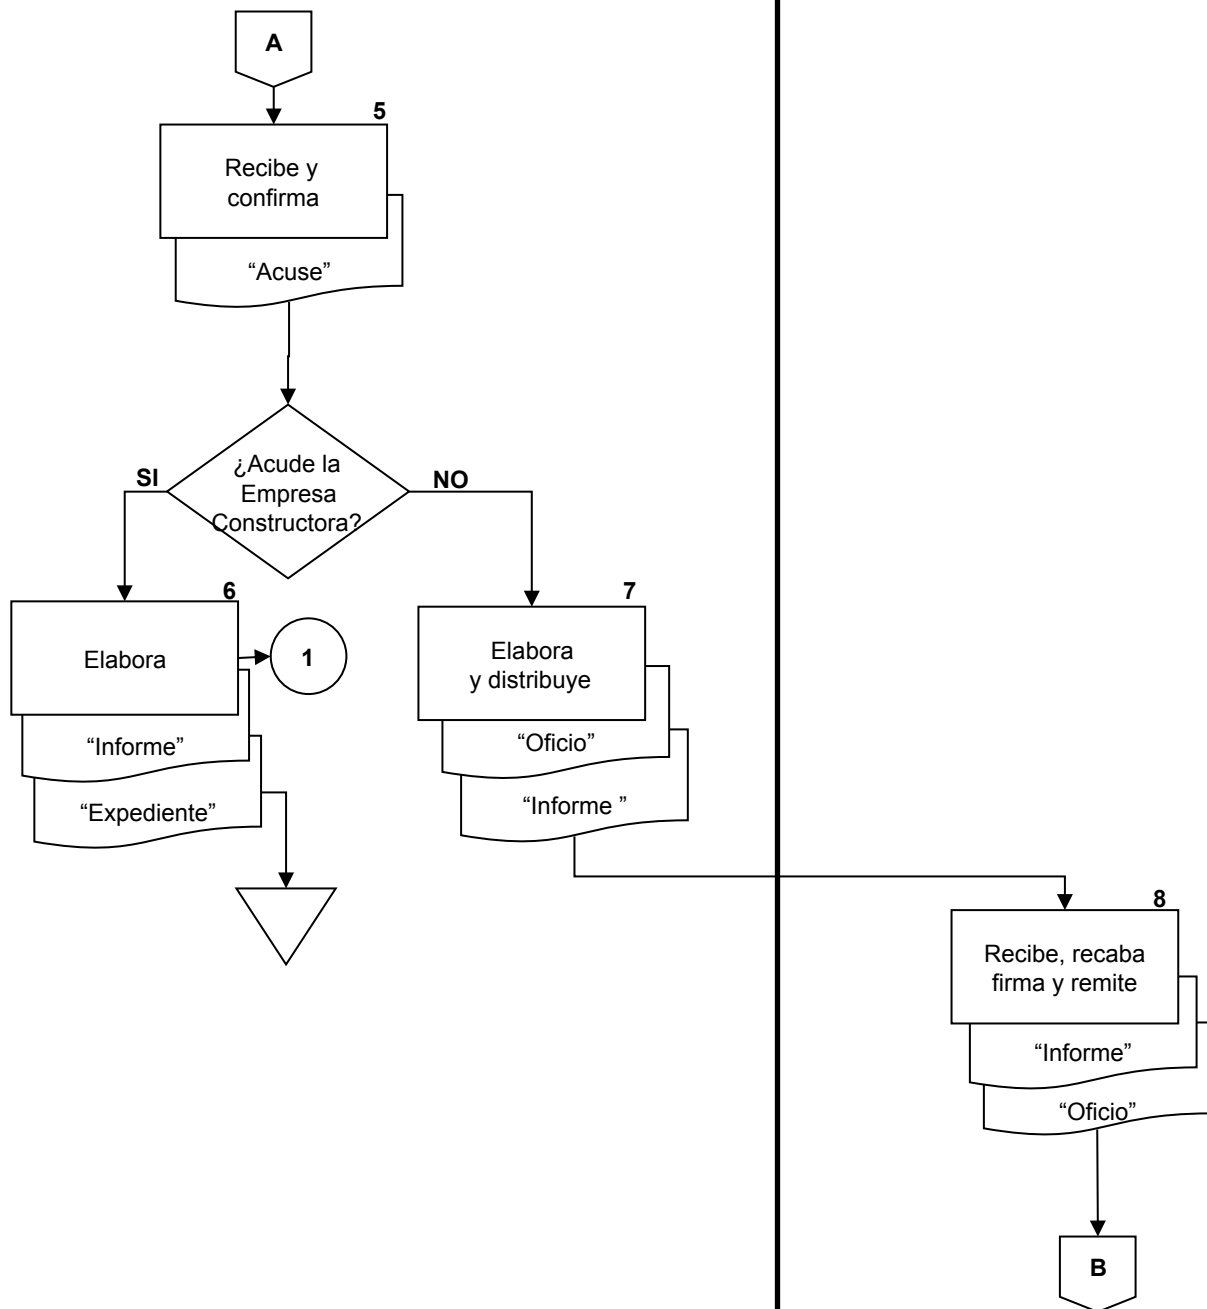 A
5
Recibe y
confirma
“Acuse”
¿Acude la
Empresa
Constructora?
SI
NO
6
Elabora
1
“Informe”
“Expediente”
7
Elabora
y distribuye
“Oficio”
“Informe ”
8
Recibe, recaba
firma y remite
“Informe”
“Oficio”
B